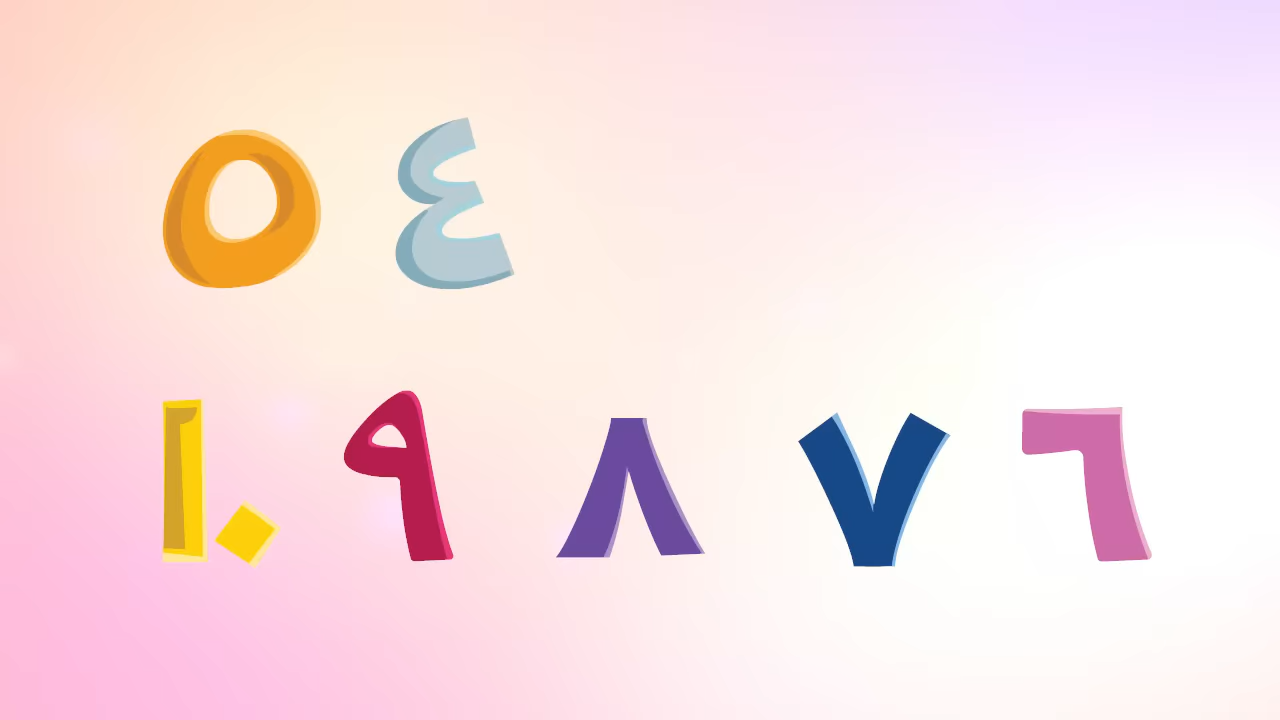 ٤ ٥
٦ ٧ ٨ ٩ ١٠